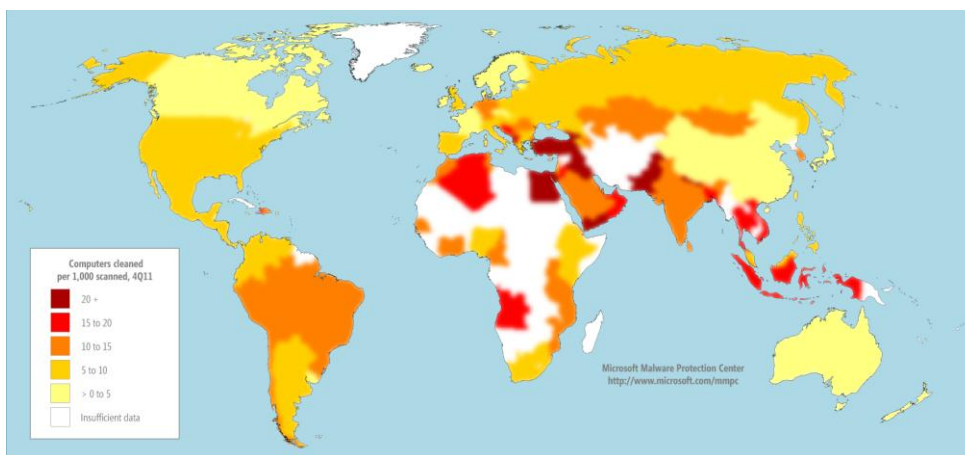 Computers cleaned
per 1,000 scanned, 4Q11
20 +
15 to 20
10 to 15
5 to 10
> 0 to 5
Insufficient data
Microsoft Malware Protection Center
http://www.microsoft.com/mmpc